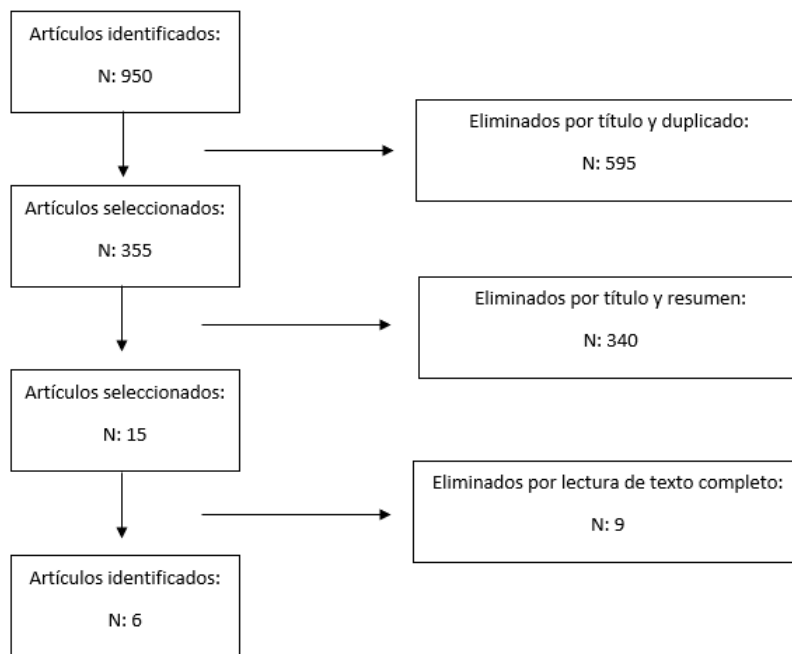 Artículos identificados:
N: 950
Eliminados por título y duplicado:
N: 595
Artículos seleccionados:
N: 355
Eliminados por título y resumen:
N: 340
Artículos seleccionados:
N: 15
Eliminados por lectura de texto completo:
N: 9
Artículos identificados:
N: 6